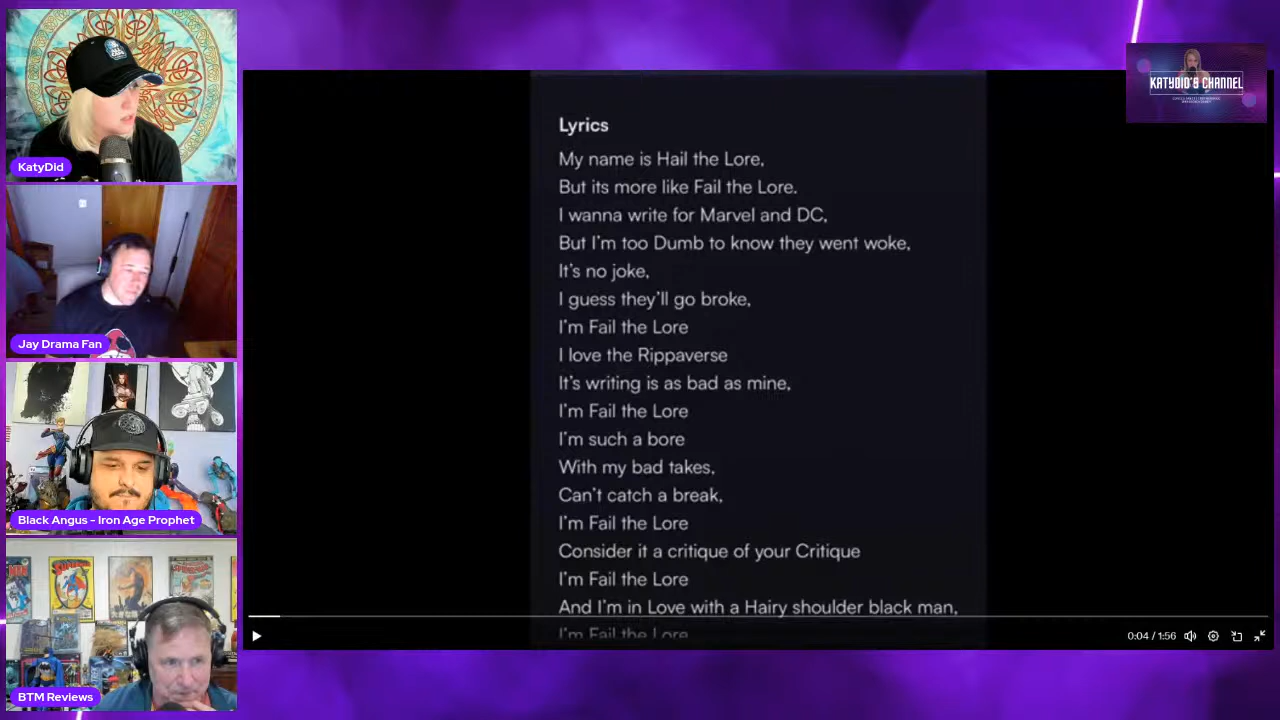 KatyDid
Jay Drama Fan
Black Angus - Iron Age Prophet
BTM Reviews
Lyrics
My name is Hail the Lore,
But its more like Fail the Lore.
I wanna write for Marvel and DC,
But I'm too Dumb to know they went woke,
It's no joke,
I guess they'll go broke,
I'm Fail the Lore
I love the Rippaverse
It's writing is as bad as mine,
I'm Fail the Lore
I'm such a bore
With my bad takes,
Can't catch a break,
I'm Fail the Lore
Consider it a critique of your Critique
I'm Fail the Lore
And I'm in Love with a Hairy shoulder black man,
I'm Fail the Lore
0:04 / 1:56
KATYDID'S CHANNEL